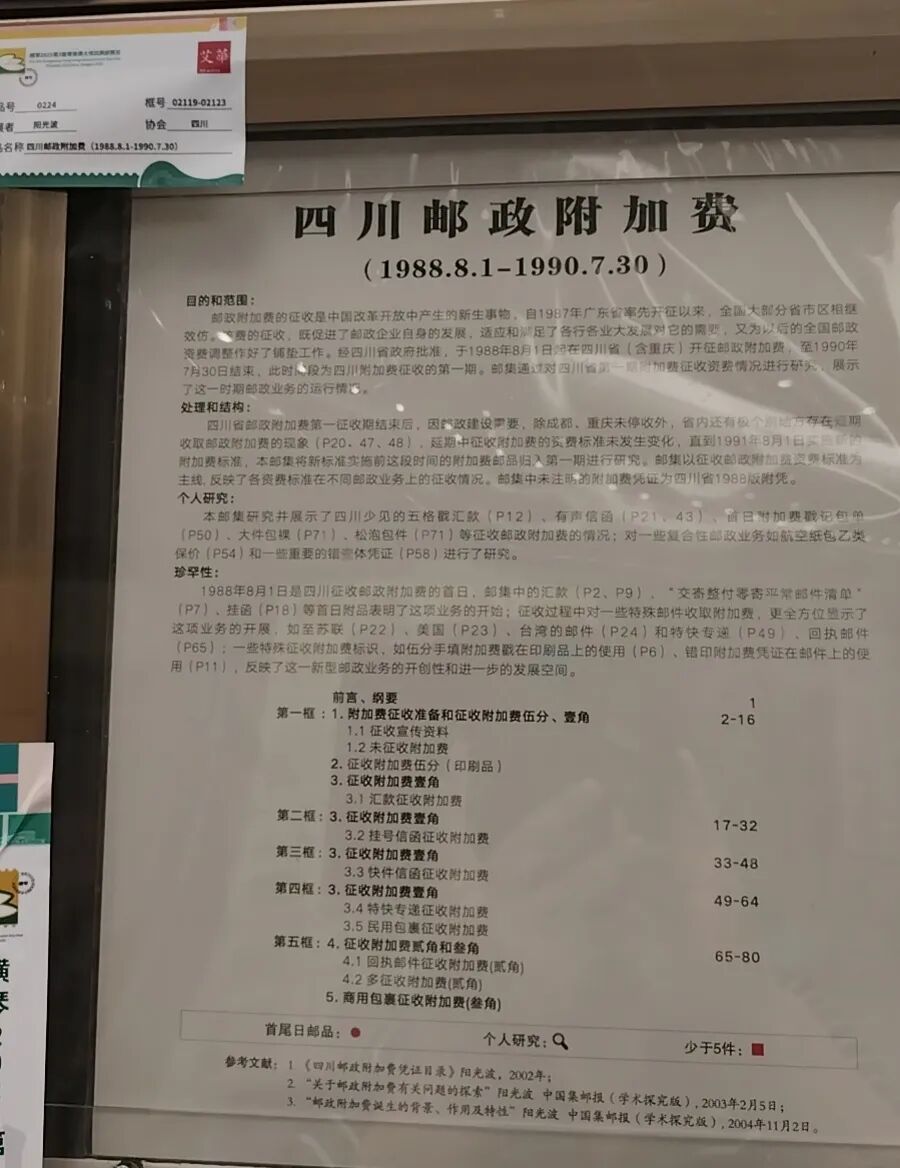 艾草
号 0224
框号 02119-02123
者 阳光波
协会 四川
名称 四川邮政附加费（1988.8.1-1990.7.30）
四川邮政附加费
（1988.8.1-1990.7.30）
目的和范围：
邮政附加费的征收是中国改革开放中产生的新生事物，自1987年广东省率先开征以来，全国大部分省市区相继
效仿。该费的征收，既促进了邮政企业自身的发展，适应和满足了各行各业大发展对它的需要，又为以后的全国邮政
资费调整作好了铺垫工作。经四川省政府批准，于1988年8月1日起在四川省（含重庆）开征邮政附加费，至1990年
7月30日结束，此时间段为四川附加费征收的第一期。邮集通过对四川省第一期附加费征收资费情况进行研究，展示
了这一时期邮政业务的运行情况。
处理和结构：
四川省邮政附加费第一征收期结束后，因邮政建设需要，除成都、重庆未停收外，省内还有极个别地方存在短期
收取邮政附加费的现象（P20、47、48），延期中征收附加费的资费标准未发生变化，直到1991年8月1日实施新的
附加费标准，本邮集将新标准实施前这段时间的附加费邮品归入第一期进行研究。邮集以征收邮政附加费资费标准为
主线，反映了各资费标准在不同邮政业务上的征收情况。邮集中未注明的附加费凭证为四川省1988版附凭。
个人研究：
本邮集研究并展示了四川少见的五格戳汇款（P12）、有声信函（P21、43）、首日附加费戳记包单
（P50）、大件包裸（P71）、松泡包件（P71）等征收邮政附加费的情况；对一些复合性邮政业务如航空纸包乙类
保价（P54）和一些重要的错变体凭证（P58）进行了研究。
珍罕性：
1988年8月1日是四川征收邮政附加费的首日，邮集中的汇款（P2、P9）、“交寄整付零寄平常邮件清单”
（P7）、挂函（P18）等首日附品表明了这项业务的开始；征收过程中对一些特殊邮件收取附加费，更全方位显示了
这项业务的开展，如至苏联（P22）、美国（P23）、台湾的邮件（P24）和特快专递（P49）、回执邮件
（P65）；一些特殊征收附加费标识，如伍分手填附加费戳在印刷品上的使用（P6）、错印附加费凭证在邮件上的使
用（P11），反映了这一新型邮政业务的开创性和进一步的发展空间。
前言、纲要 1
第一框：1. 附加费征收准备和征收附加费伍分、壹角 2-16
1.1 征收宣传资料
1.2 未征收附加费
2. 征收附加费伍分（印刷品）
3. 征收附加费壹角
3.1 汇款征收附加费
第二框：3. 征收附加费壹角 17-32
3.2 挂号信函征收附加费
第三框：3. 征收附加费壹角 33-48
3.3 快件信函征收附加费
第四框：3. 征收附加费壹角 49-64
3.4 特快专递征收附加费
3.5 民用包裹征收附加费
第五框：4. 征收附加费贰角和叁角 65-80
4.1 回执邮件征收附加费(贰角)
4.2 多征收附加费(贰角)
5. 商用包裹征收附加费(叁角)
首尾日邮品： 个人研究： 少于5件：
参考文献：1 《四川邮政附加费凭证目录》阳光波，2002年；
2. “关于邮政附加费有关问题的探索” 阳光波 中国集邮报（学术探究版），2003年2月5日；
3. “邮政附加费诞生的背景、作用及特性” 阳光波 中国集邮报（学术探究版），2004年11月2日。
横
琴
2
0